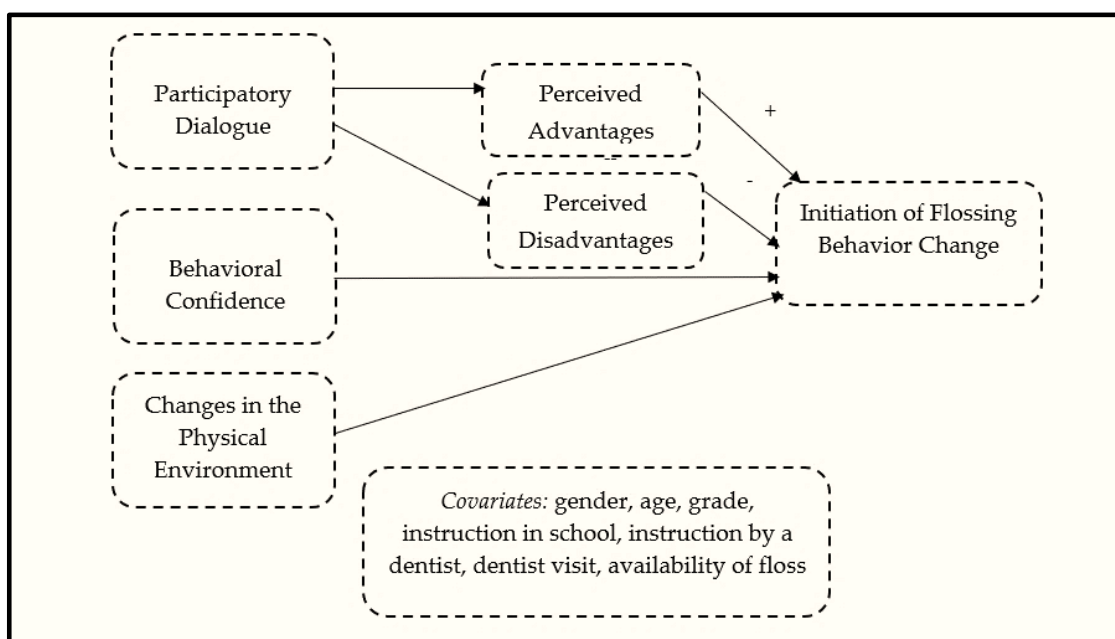 Participatory
Dialogue
Perceived
Advantages
+
--
-
Perceived
Disadvantages
Initiation of Flossing
Behavior Change
Behavioral
Confidence
Changes in the
Physical
Environment
Covariates: gender, age, grade,
instruction in school, instruction by a
dentist, dentist visit, availability of floss